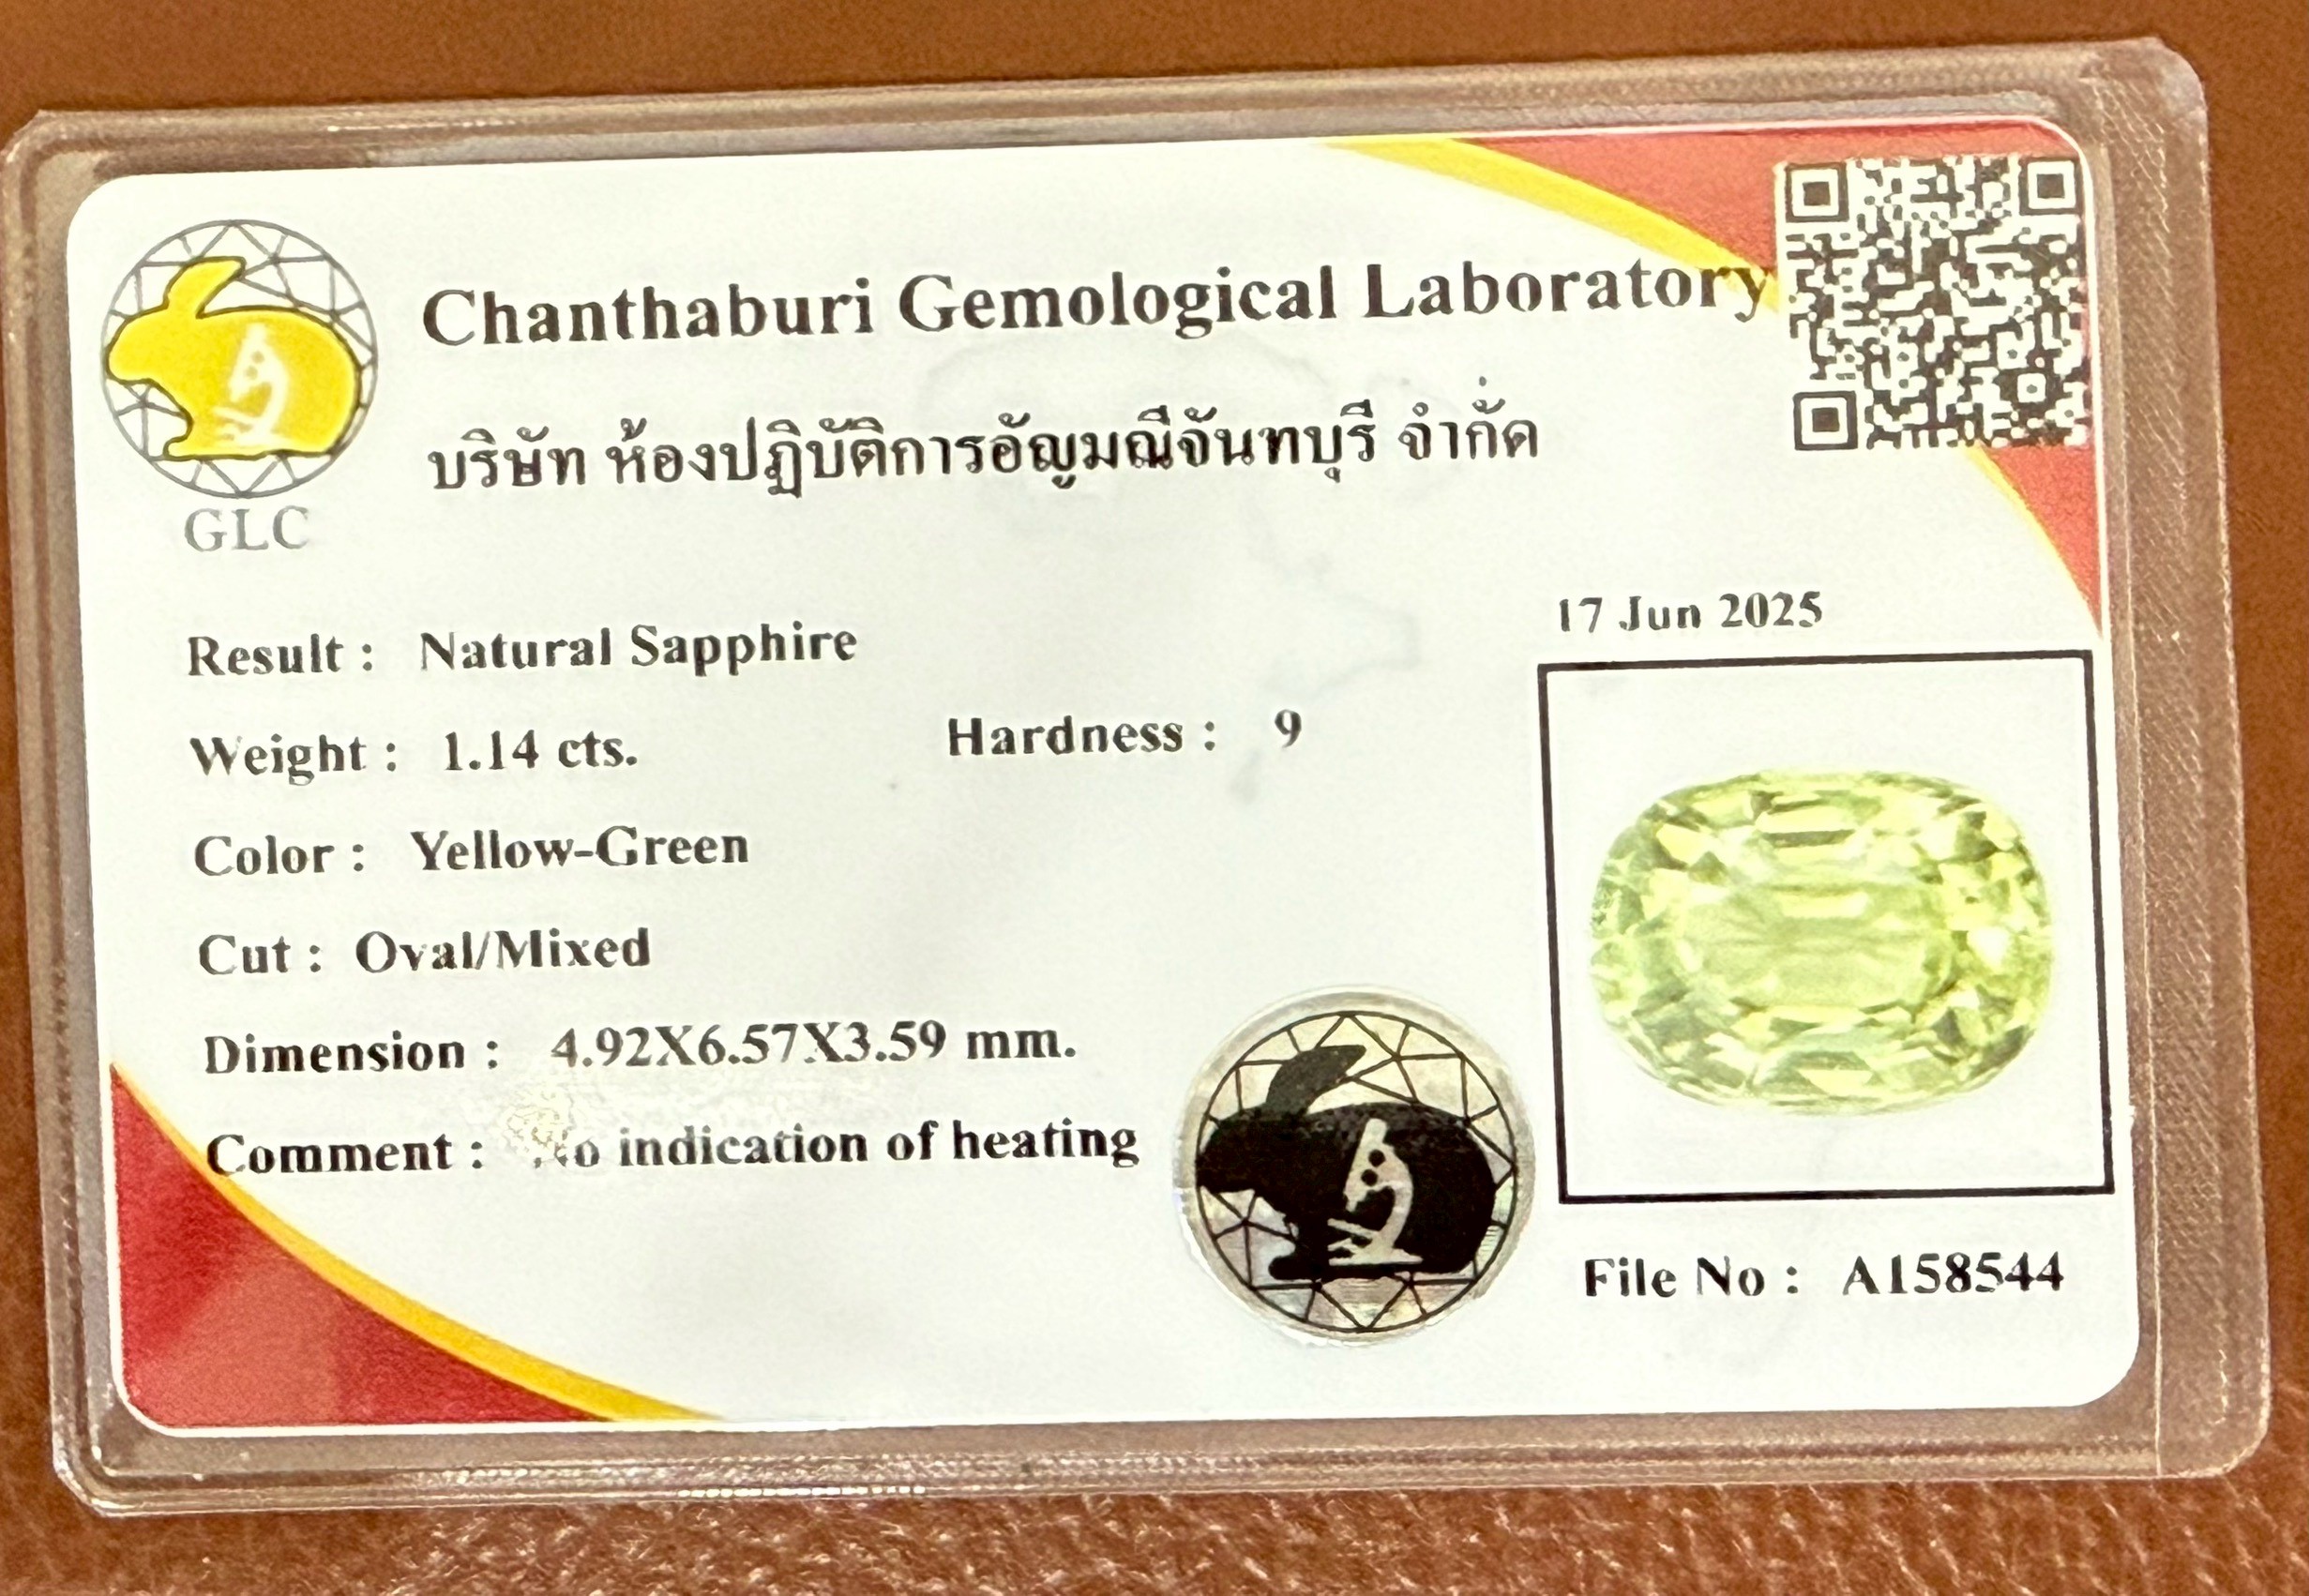 Chanthaburi Gemological Laboratory
บริษัท ห้องปฏิบัติการอัญมณีจันทบุรี จำกั่ด
GLC
17 Jun 2025
Result : Natural Sapphire
Weight : 1.14 cts. Hardness : 9
Color : Yellow-Green
Cut : Oval/Mixed
Dimension : 4.92X6.57X3.59 mm.
Comment : No indication of heating
File No : A158544